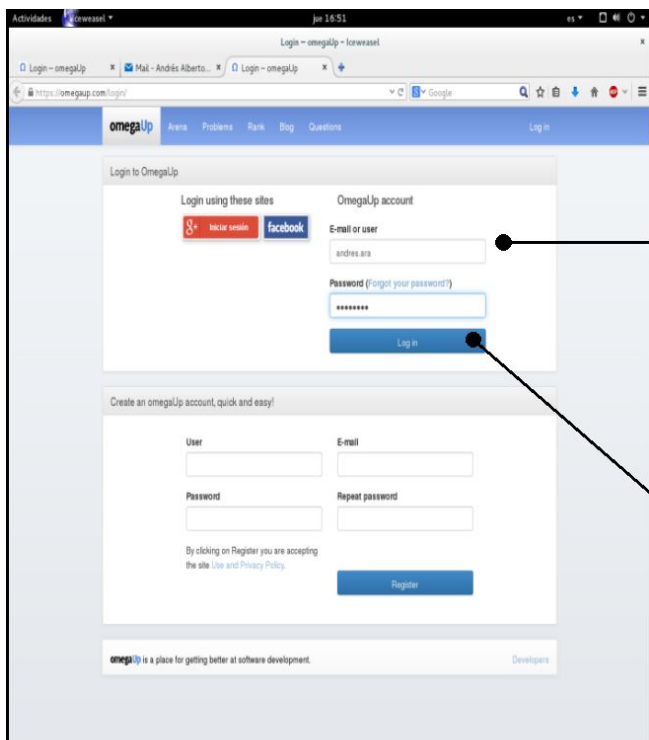 Actividades Iceweasel jue 16:51 es
Login – omegaUp – Iceweasel x
Ω Login – omegaUp x Mail - Andrés Alberto... x Ω Login – omegaUp x +
https://omegaup.com/login/ Google
omegaUp Arena Problems Rank Blog Questions Log in
Login to OmegaUp
Login using these sites
8+ Iniciar sesión facebook
OmegaUp account
E-mail or user
andres.ara
Password (Forgot your password?)
••••••••
Log in
Create an omegaUp account, quick and easy!
User E-mail
Password Repeat password
By clicking on Register you are accepting
the site Use and Privacy Policy.
Register
omegaUp is a place for getting better at software development. Developers